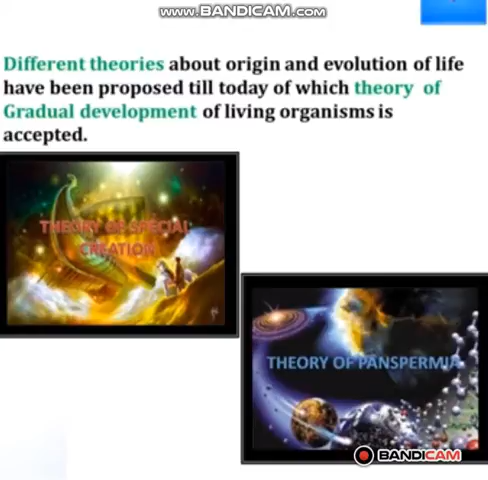 www.BANDICAM.com
Different theories about origin and evolution of life
have been proposed till today of which theory of
Gradual development of living organisms is
accepted.
THEORY OF SPECIAL
CREATION
THEORY OF PANSPERMIA
BANDICAM